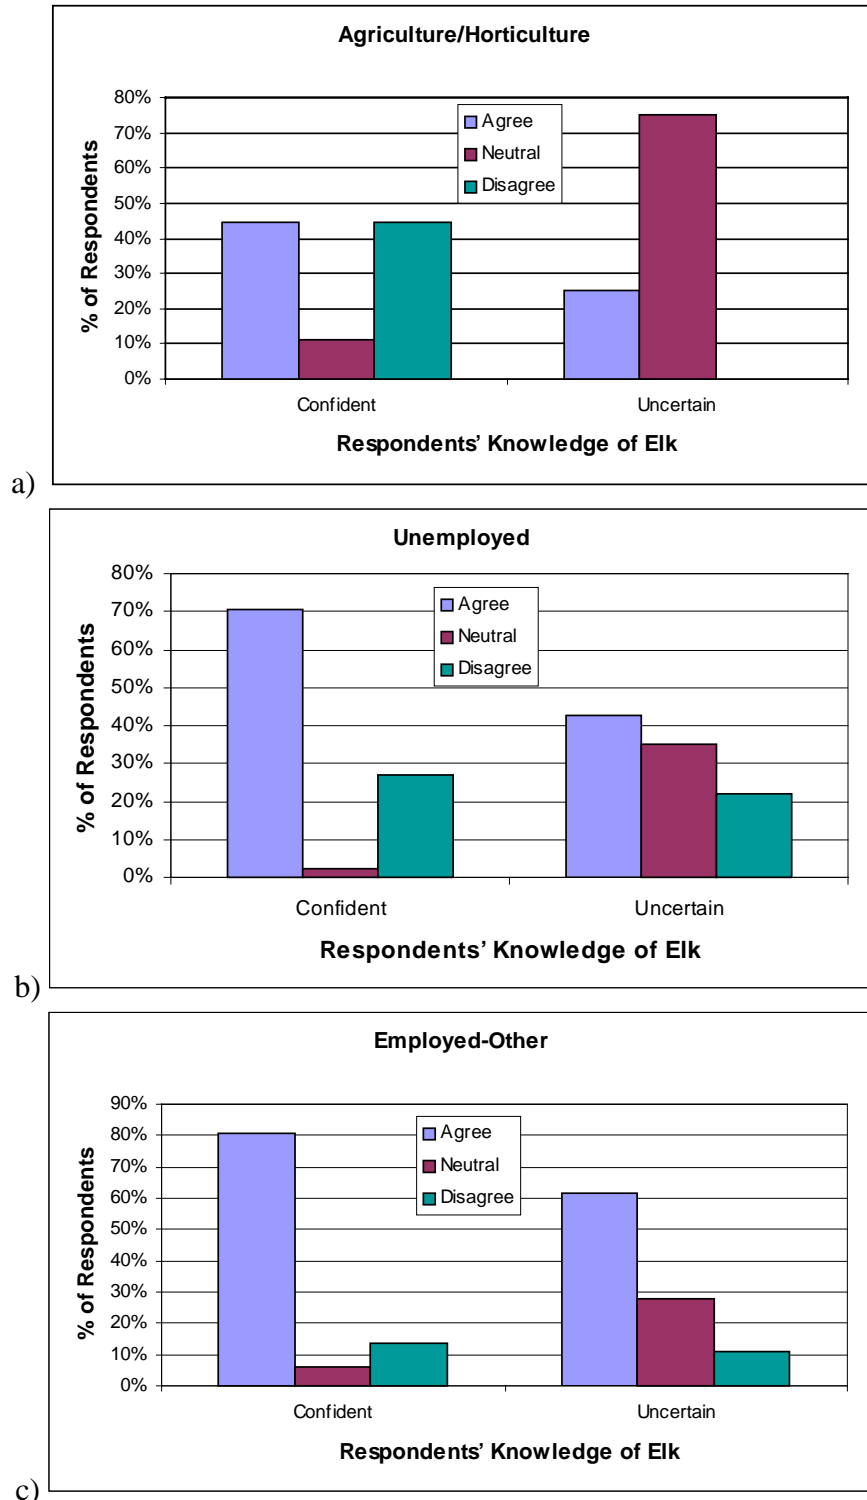 Agriculture/Horticulture
80%
70%
60%
50%
40%
30%
20%
10%
0%
% of Respondents
Agree
Neutral
Disagree
Confident Uncertain
Respondents’ Knowledge of Elk
a)
Unemployed
80%
70%
60%
50%
40%
30%
20%
10%
0%
% of Respondents
Agree
Neutral
Disagree
Confident Uncertain
Respondents’ Knowledge of Elk
b)
Employed-Other
90%
80%
70%
60%
50%
40%
30%
20%
10%
0%
% of Respondents
Agree
Neutral
Disagree
Confident Uncertain
Respondents’ Knowledge of Elk
c)